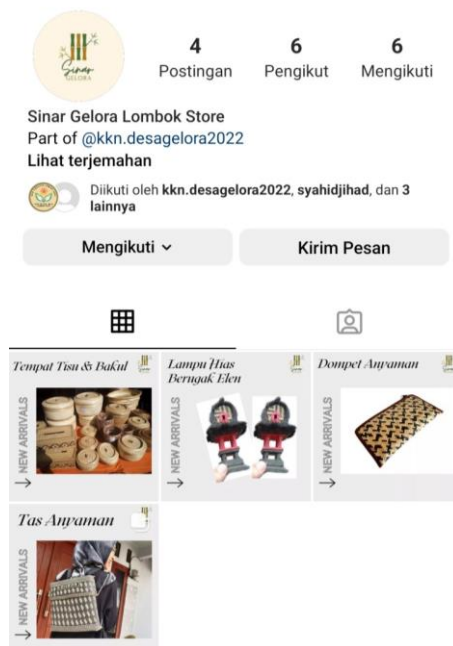 Sinar
GELORA
4
Postingan
6
Pengikut
6
Mengikuti
Sinar Gelora Lombok Store
Part of @kkn.desagelora2022
Lihat terjemahan
Diikuti oleh kkn.desagelora2022, syahidjihad, dan 3
lainnya
Mengikuti
Kirim Pesan
Tempat Tisu & Bakul
NEW ARRIVALS
Lampu Hias
Berugak Elen
NEW ARRIVALS
Dompet Anyaman
NEW ARRIVALS
Tas Anyaman
NEW ARRIVALS